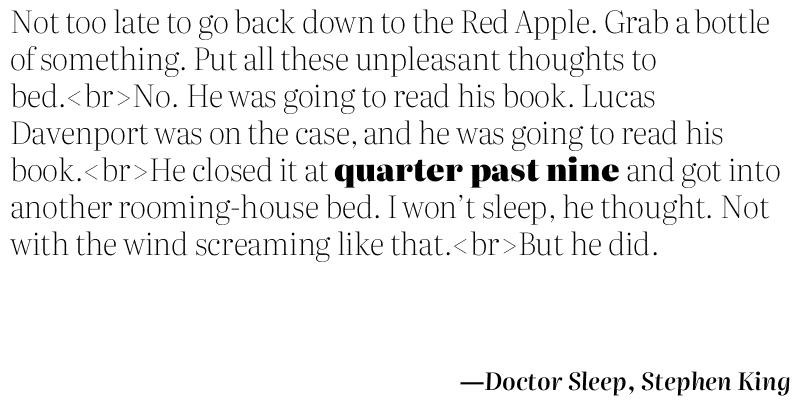 Not too late to go back down to the Red Apple. Grab a bottle
of something. Put all these unpleasant thoughts to
bed.<br>No. He was going to read his book. Lucas
Davenport was on the case, and he was going to read his
book.<br>He closed it at quarter past nine and got into
another rooming-house bed. I won't sleep, he thought. Not
with the wind screaming like that.<br>But he did.
—Doctor Sleep, Stephen King